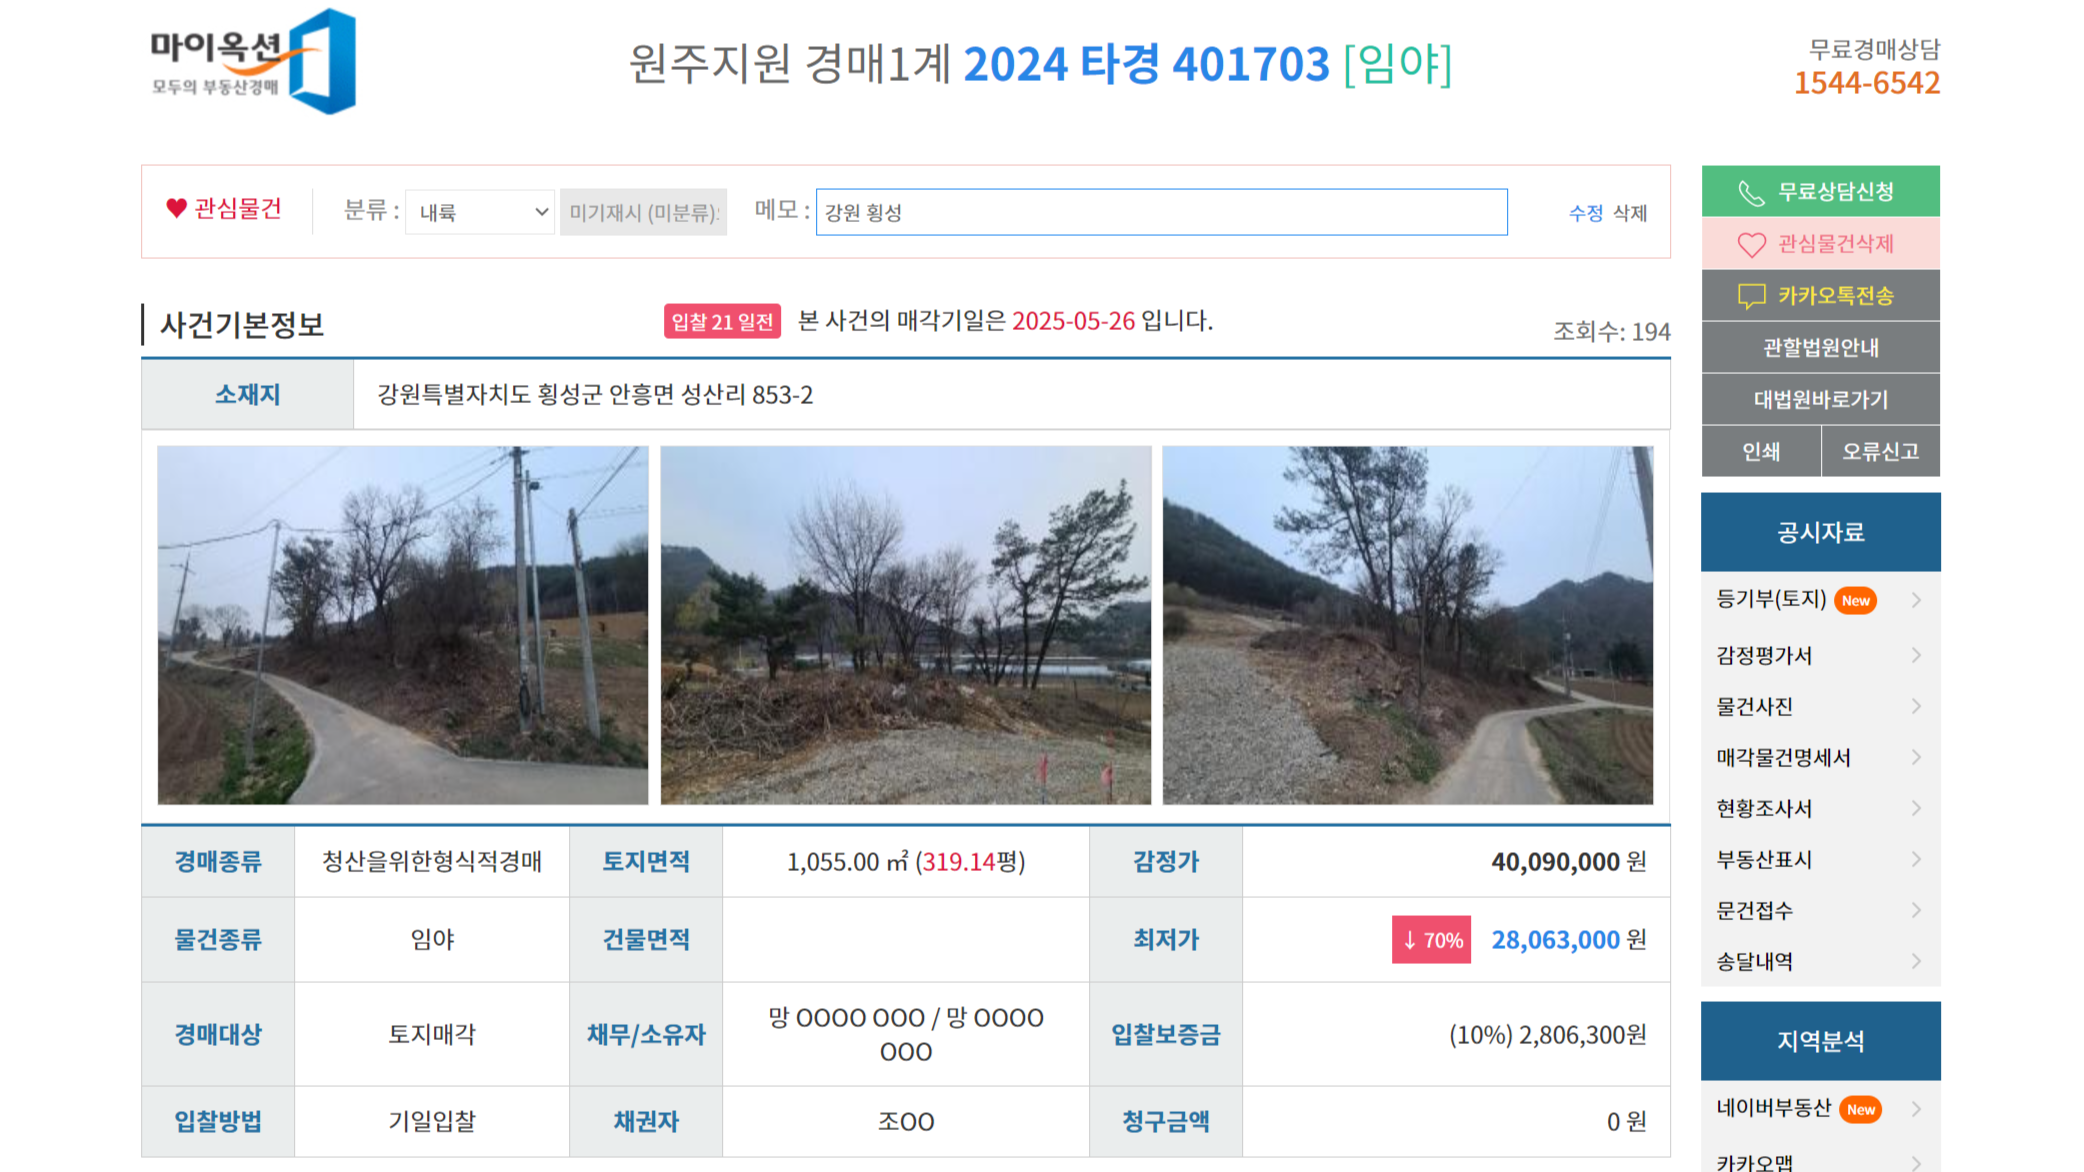 마이옥션
모두의 부동산경매
원주지원 경매1계 2024 타경 401703 [임야]
무료경매상담
1544-6542
관심물건
분류 :
내륙
미기재시 (미분류)
메모 :
강원 횡성
수정 삭제
무료상담신청
관심물건삭제
카카오톡전송
관할법원안내
대법원바로가기
인쇄
오류신고
사건기본정보
입찰 21 일전
본 사건의 매각기일은 2025-05-26 입니다.
조회수: 194
소재지
강원특별자치도 횡성군 안흥면 성산리 853-2
경매종류
청산을위한형식적경매
토지면적
1,055.00 ㎡ (319.14평)
감정가
40,090,000 원
물건종류
임야
건물면적
최저가
↓ 70%
28,063,000 원
경매대상
토지매각
채무/소유자
망 OOOO OOO / 망 OOOO
OOO
입찰보증금
(10%) 2,806,300원
입찰방법
기일입찰
채권자
조OO
청구금액
0 원
공시자료
등기부(토지) New
감정평가서
물건사진
매각물건명세서
현황조사서
부동산표시
문건접수
송달내역
지역분석
네이버부동산 New
카카오맵